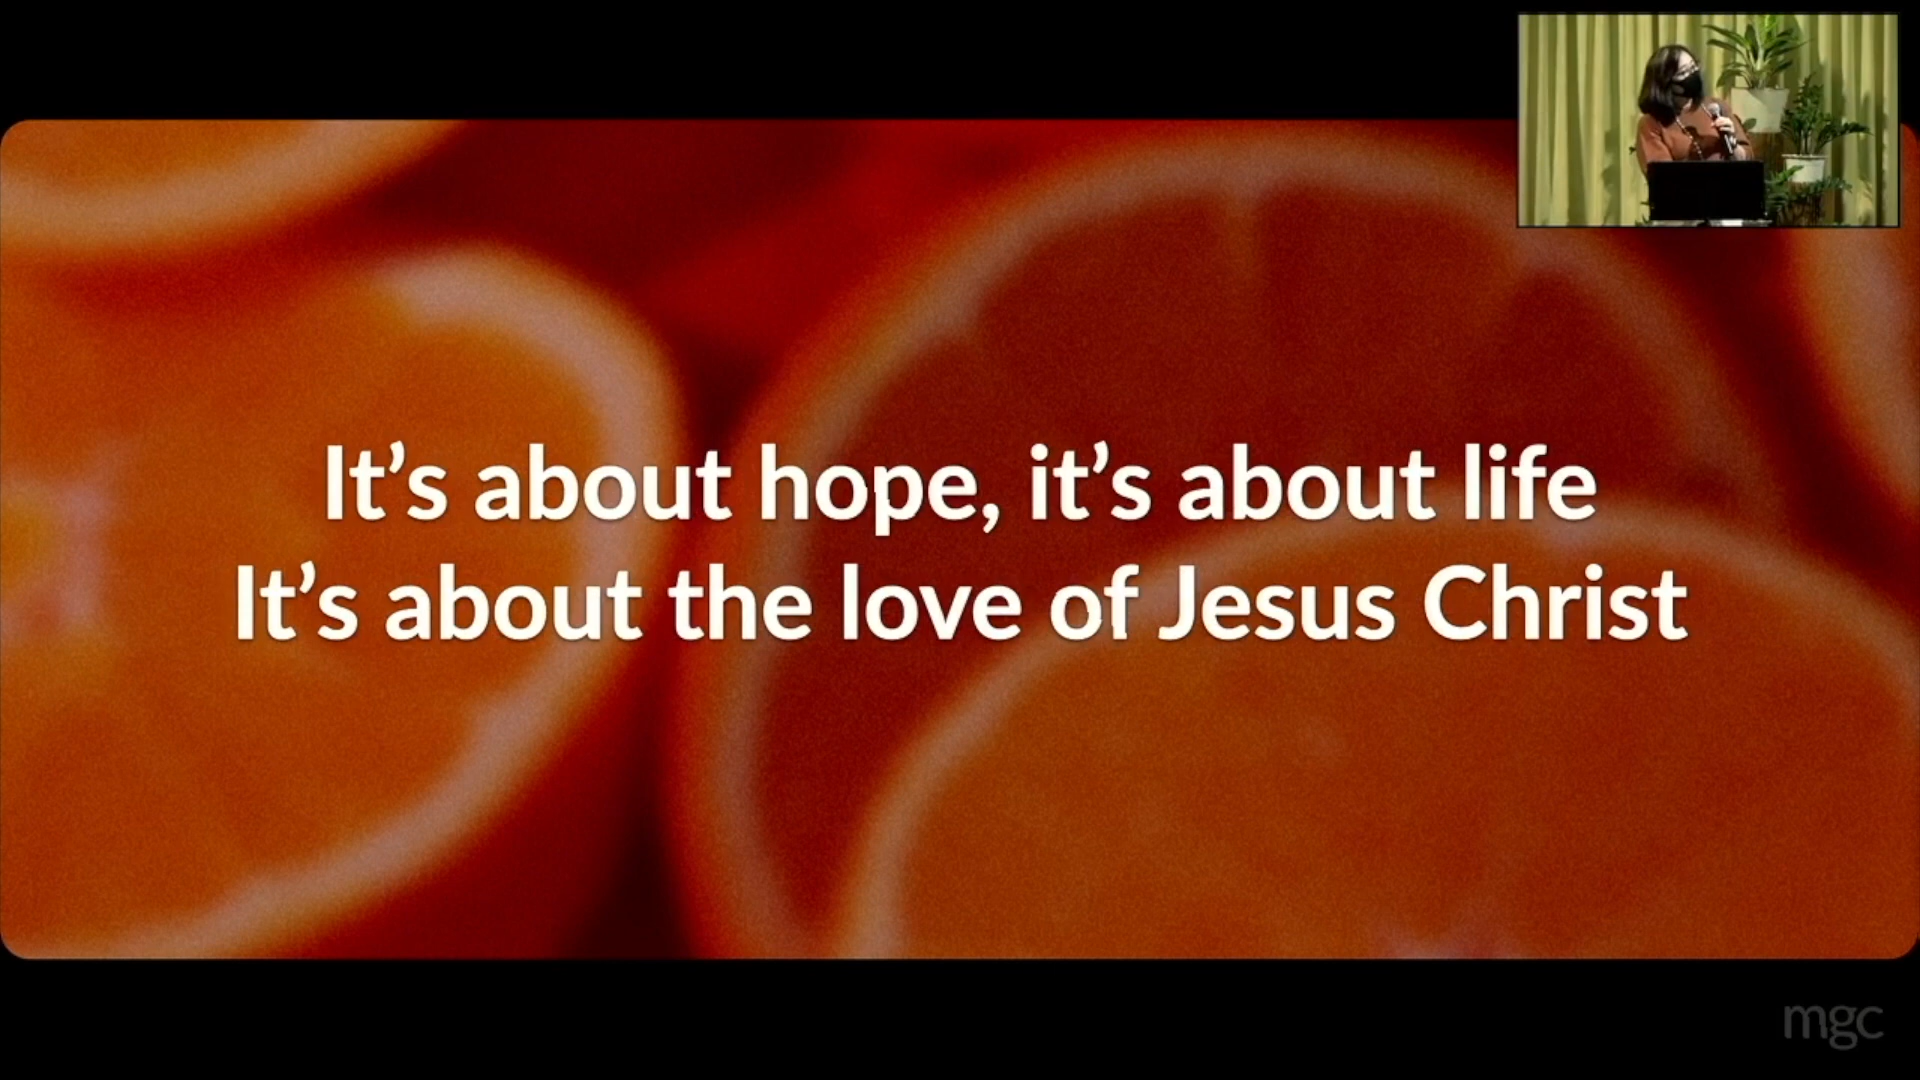 It’s about hope, it’s about life
It’s about the love of Jesus Christ
mgc